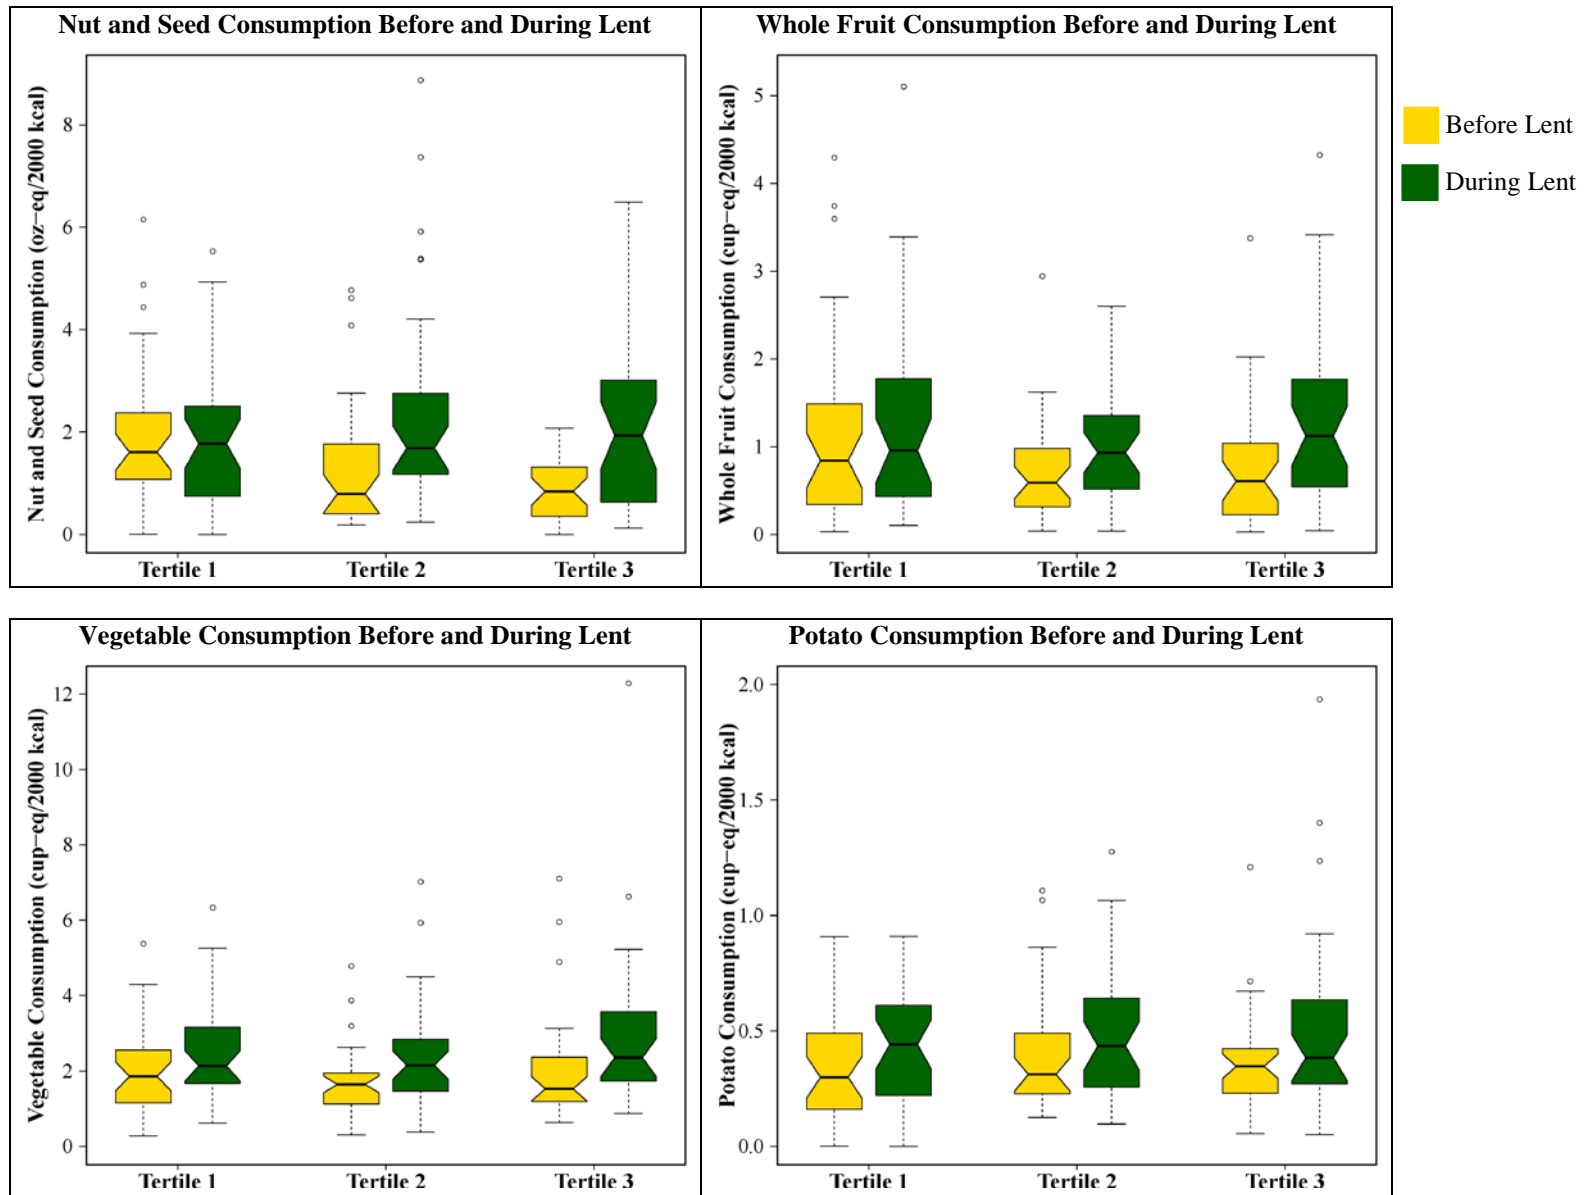 Nut and Seed Consumption Before and During Lent
Nut and Seed Consumption (oz−eq/2000 kcal)
8
6
4
2
0
Tertile 1 Tertile 2 Tertile 3
Whole Fruit Consumption Before and During Lent
Whole Fruit Consumption (cup−eq/2000 kcal)
5
4
3
2
1
0
Tertile 1 Tertile 2 Tertile 3
Before Lent
During Lent
Vegetable Consumption Before and During Lent
Vegetable Consumption (cup−eq/2000 kcal)
12
10
8
6
4
2
0
Tertile 1 Tertile 2 Tertile 3
Potato Consumption Before and During Lent
Potato Consumption (cup−eq/2000 kcal)
2.0
1.5
1.0
0.5
0.0
Tertile 1 Tertile 2 Tertile 3